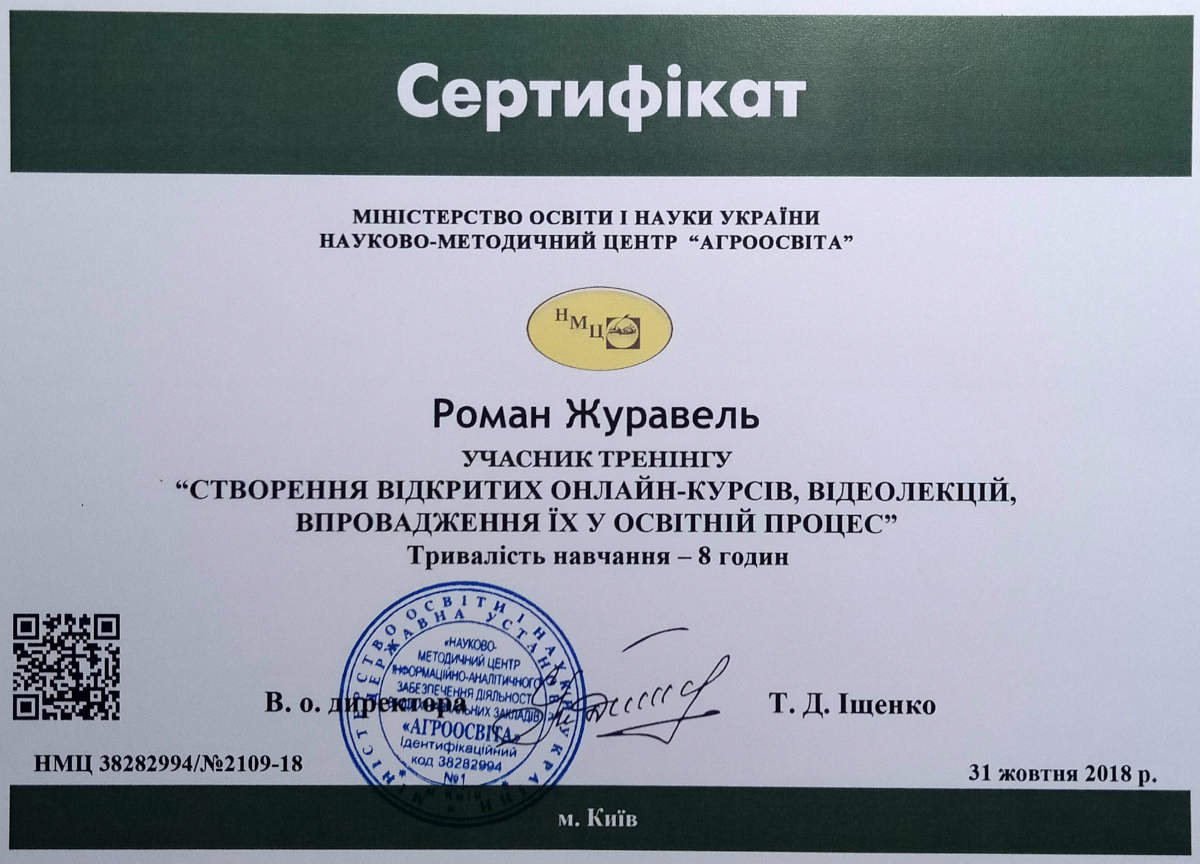 Сертифікат
МІНІСТЕРСТВО ОСВІТИ І НАУКИ УКРАЇНИ
НАУКОВО-МЕТОДИЧНИЙ ЦЕНТР “АГРООСВІТА”
НМЦ
Роман Журавель
УЧАСНИК ТРЕНІНГУ
“СТВОРЕННЯ ВІДКРИТИХ ОНЛАЙН-КУРСІВ, ВІДЕОЛЕКЦІЙ,
ВПРОВАДЖЕННЯ ЇХ У ОСВІТНІЙ ПРОЦЕС”
Тривалість навчання – 8 годин
МІНІСТЕРСТВО ОСВІТИ І НАУКИ УКРАЇНИ
ДЕРЖАВНА УСТАНОВА
«НАУКОВО-
МЕТОДИЧНИЙ ЦЕНТР
ІНФОРМАЦІЙНО-АНАЛІТИЧНОГО
ЗАБЕЗПЕЧЕННЯ ДІЯЛЬНОСТІ
ЗАКЛАДІВ
«АГРООСВІТА»
Ідентифікаційний
код 38282994
№1
В. о. директора
Т. Д. Іщенко
НМЦ 38282994/№2109-18
31 жовтня 2018 р.
м. Київ